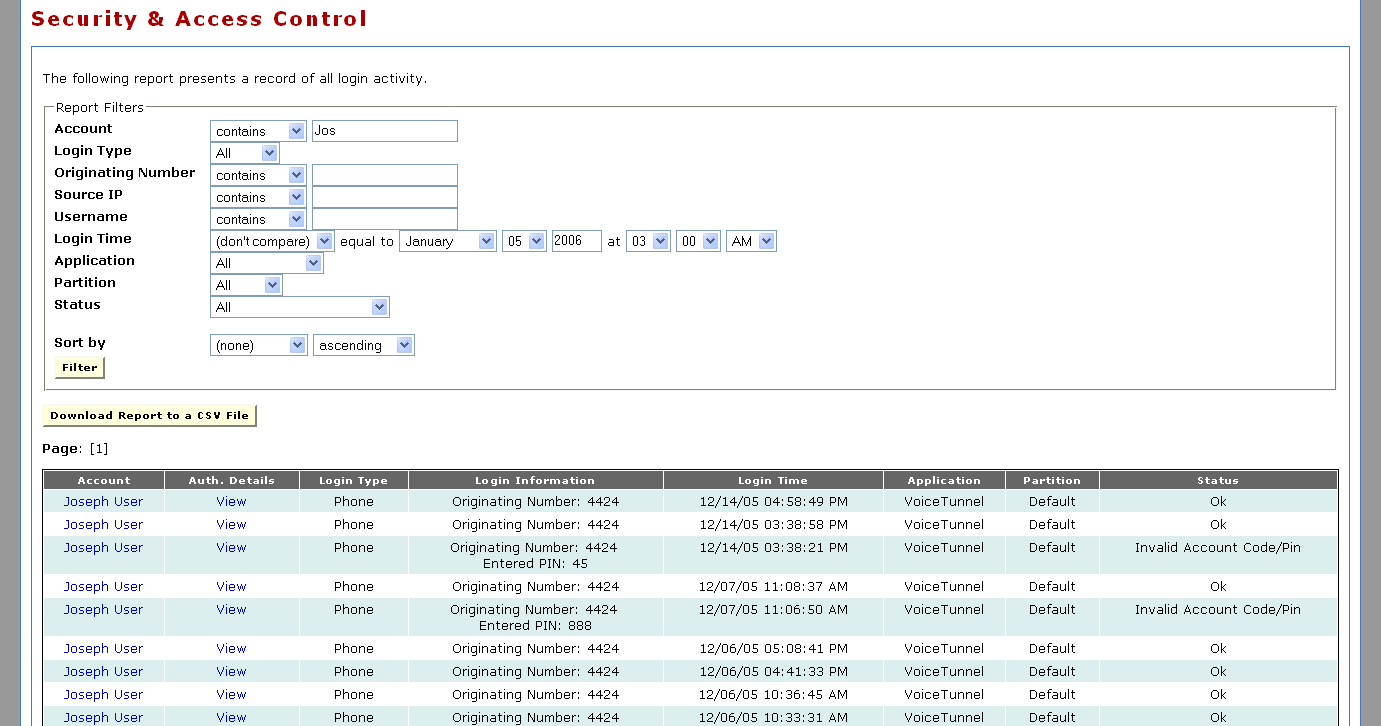 Security & Access Control
The following report presents a record of all login activity.
Report Filters
Account contains Jos
Login Type All
Originating Number contains
Source IP contains
Username contains
Login Time (don't compare) equal to January 05 2006 at 03 00 AM
Application All
Partition All
Status All
Sort by (none) ascending
Filter
Download Report to a CSV File
Page: [1]
Account Auth. Details Login Type Login Information Login Time Application Partition Status
Joseph User View Phone Originating Number: 4424 12/14/05 04:58:49 PM VoiceTunnel Default Ok
Joseph User View Phone Originating Number: 4424 12/14/05 03:38:58 PM VoiceTunnel Default Ok
Joseph User View Phone Originating Number: 4424 12/14/05 03:38:21 PM VoiceTunnel Default Invalid Account Code/Pin
Entered PIN: 45
Joseph User View Phone Originating Number: 4424 12/07/05 11:08:37 AM VoiceTunnel Default Ok
Joseph User View Phone Originating Number: 4424 12/07/05 11:06:50 AM VoiceTunnel Default Invalid Account Code/Pin
Entered PIN: 888
Joseph User View Phone Originating Number: 4424 12/06/05 05:08:41 PM VoiceTunnel Default Ok
Joseph User View Phone Originating Number: 4424 12/06/05 04:41:33 PM VoiceTunnel Default Ok
Joseph User View Phone Originating Number: 4424 12/06/05 10:36:45 AM VoiceTunnel Default Ok
Joseph User View Phone Originating Number: 4424 12/06/05 10:33:31 AM VoiceTunnel Default Ok